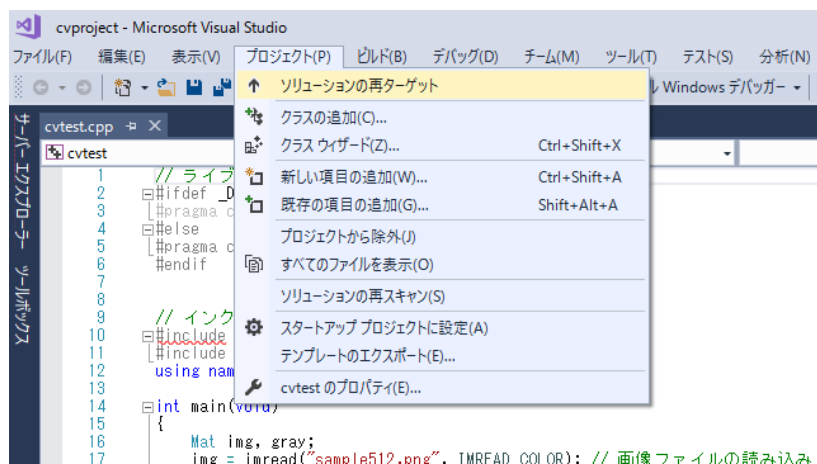 cvproject - Microsoft Visual Studio
ファイル(F) 編集(E) 表示(V) プロジェクト(P) ビルド(B) デバッグ(D) チーム(M) ツール(T) テスト(S) 分析(N)
Windows デバッガー
サーバー エクスプローラー
ツールボックス
cvtest.cpp
cvtest
ソリューションの再ターゲット
クラスの追加(C)...
クラス ウィザード(Z)... Ctrl+Shift+X
新しい項目の追加(W)... Ctrl+Shift+A
既存の項目の追加(G)... Shift+Alt+A
プロジェクトから除外(J)
すべてのファイルを表示(O)
ソリューションの再スキャン(S)
スタートアップ プロジェクトに設定(A)
テンプレートのエクスポート(E)...
cvtest のプロパティ(E)...
1 // ライブ
2 #ifdef _D
3 #pragma c
4 #else
5 #pragma c
6 #endif
7
8
9 // インク
10 #include
11 #include
12 using nam
13
14 int main(void)
15 {
16 Mat img, gray;
17 img = imread("sample512.png", IMREAD_COLOR); // 画像ファイルの読み込み